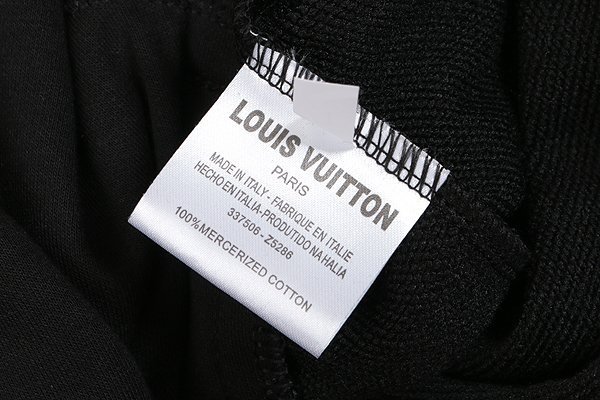 LOUIS VUITTON
PARIS
MADE IN ITALY - FABRIQUE EN ITALIE
HECHO EN ITALIA-PRODUTIDO NA HALIA
337506 - Z5286
100%MERCERIZED COTTON